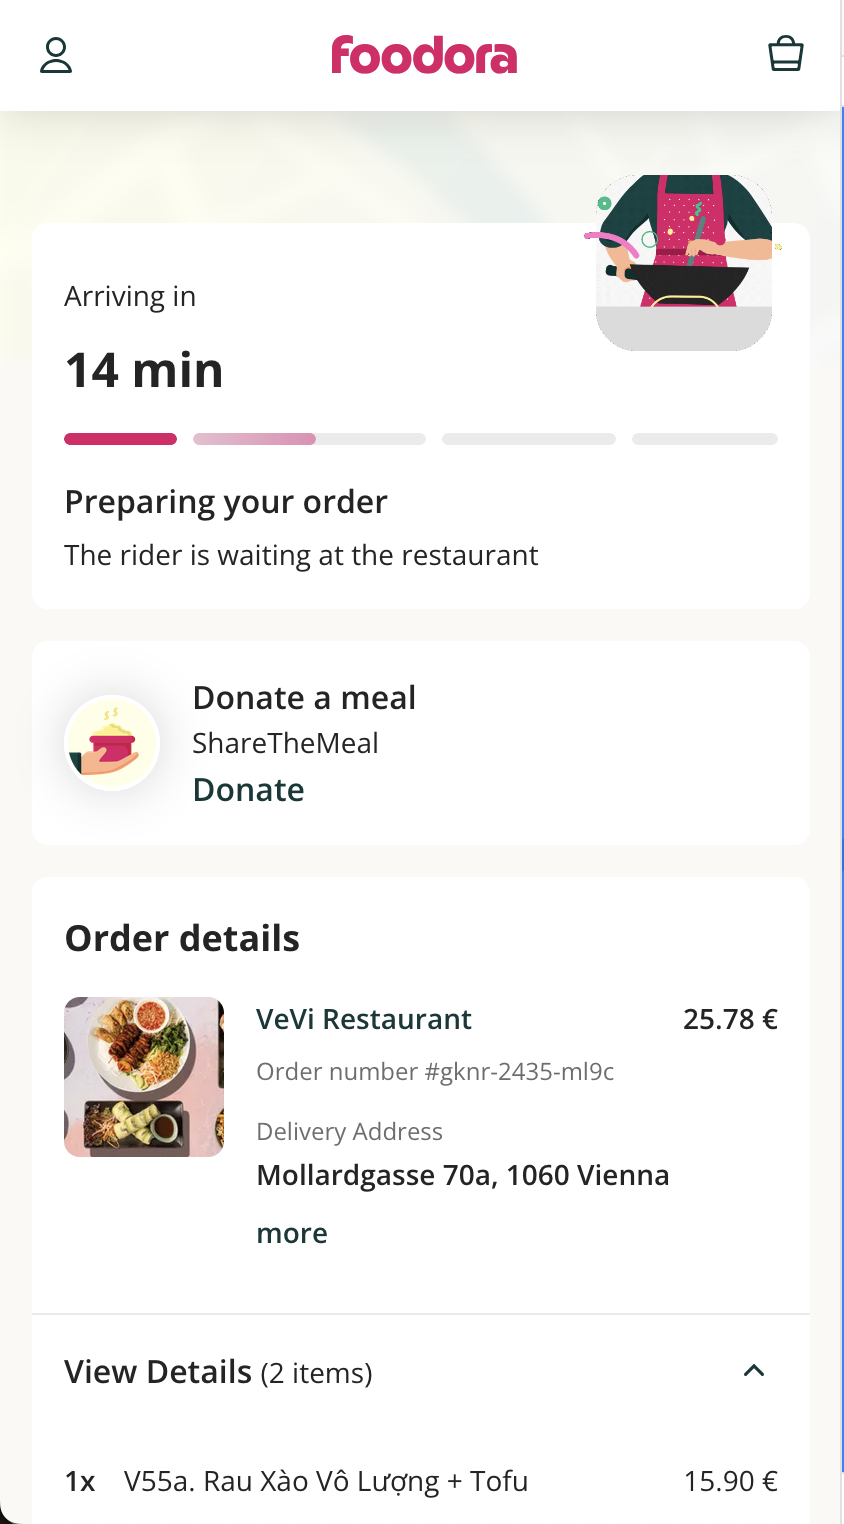 foodora
Arriving in
14 min
Preparing your order
The rider is waiting at the restaurant
Donate a meal
ShareTheMeal
Donate
Order details
VeVi Restaurant 25.78 €
Order number #gknr-2435-ml9c
Delivery Address
Mollardgasse 70a, 1060 Vienna
more
View Details (2 items)
1x V55a. Rau Xào Vô Lượng + Tofu 15.90 €